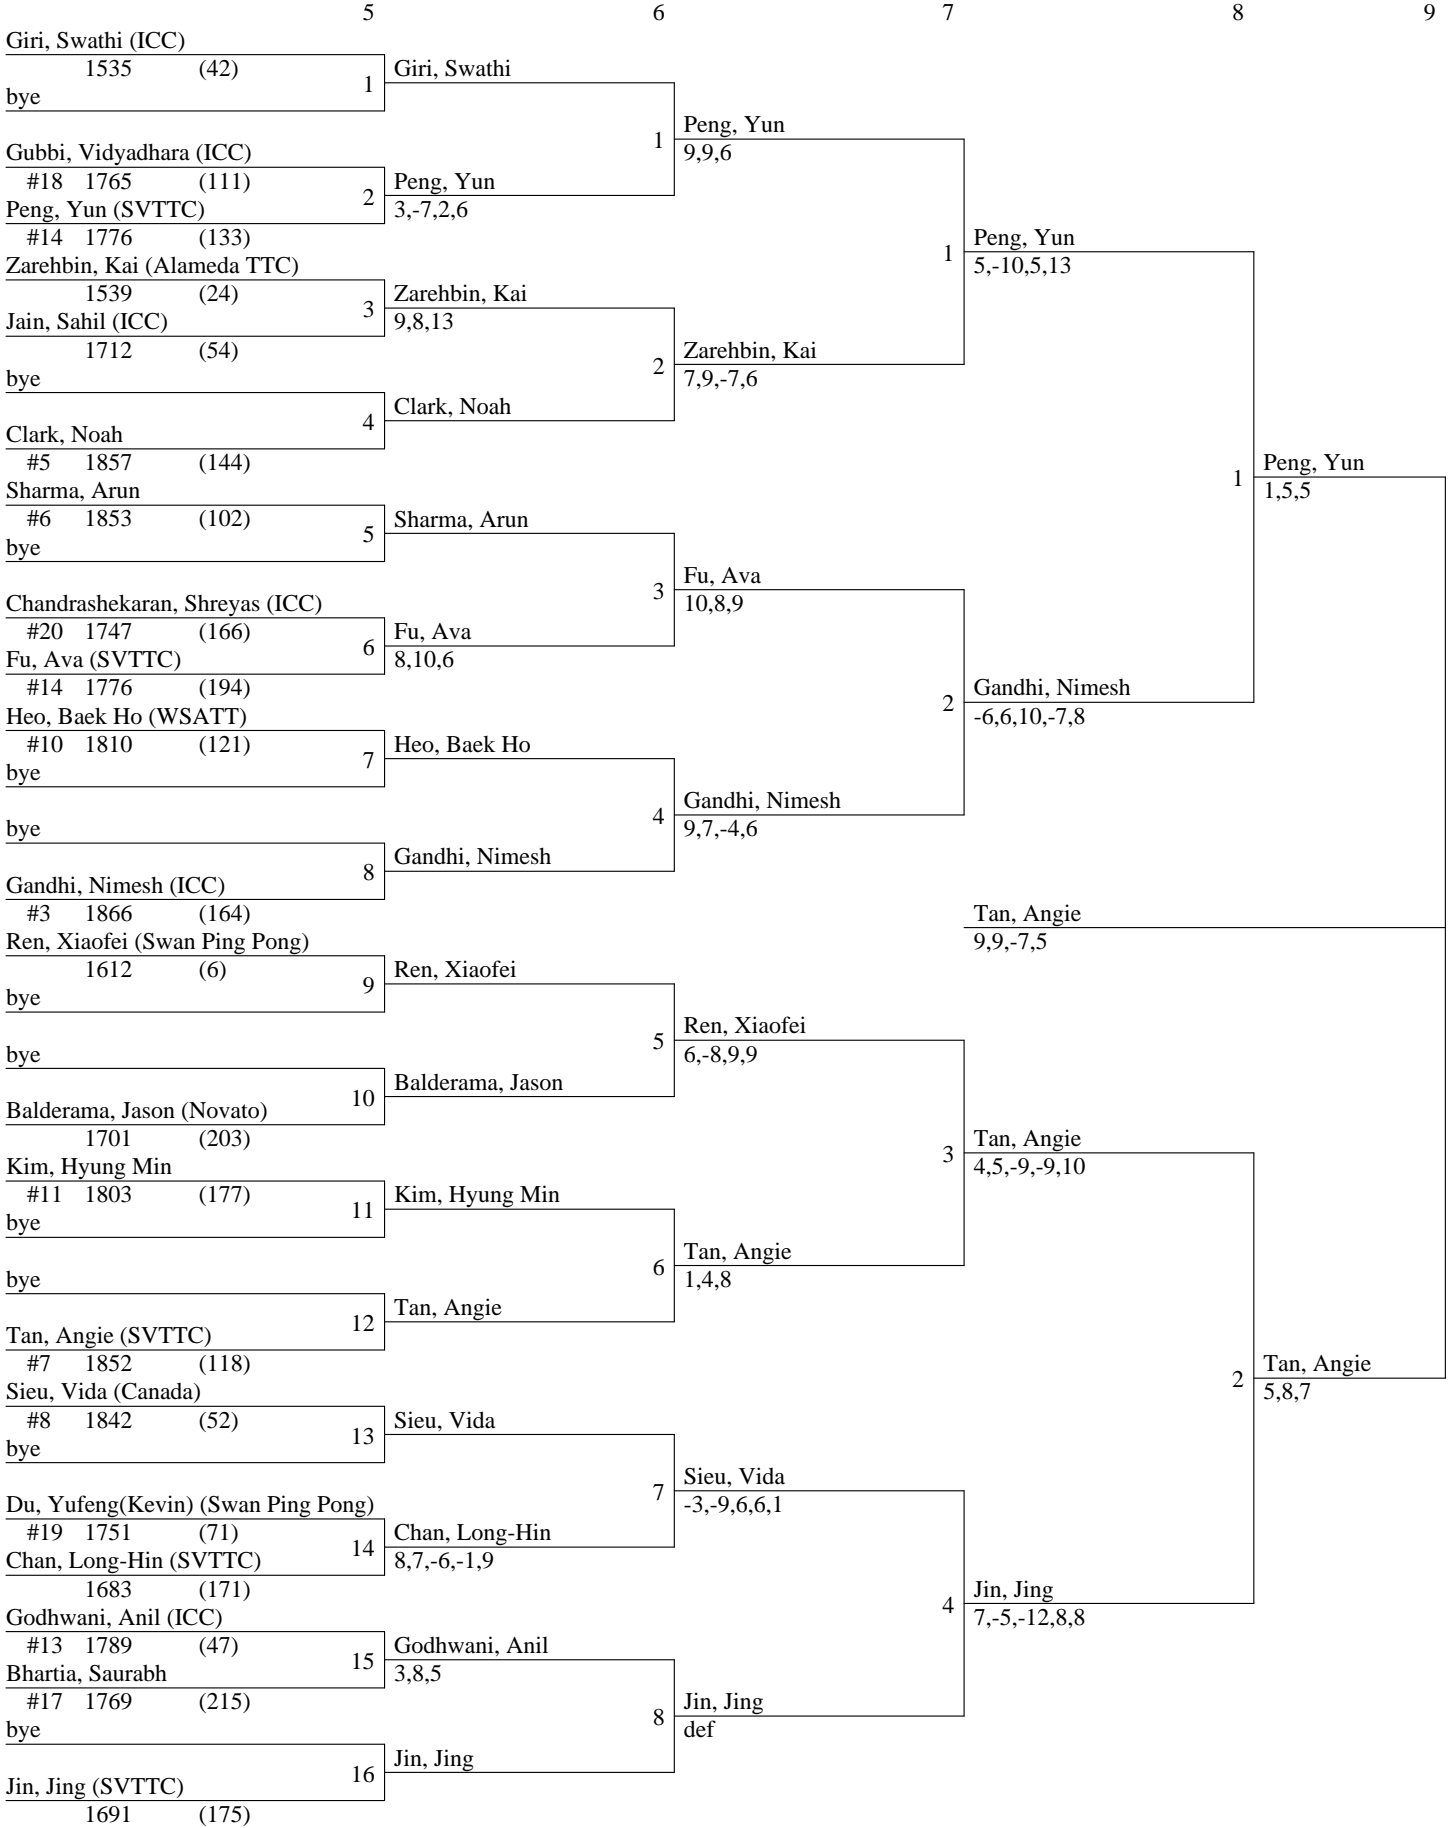 5 6 7 8 9
Giri, Swathi (ICC)
1535 (42)
1 Giri, Swathi
bye
1 Peng, Yun
9,9,6
Gubbi, Vidyadhara (ICC)
#18 1765 (111)
2 Peng, Yun
3,-7,2,6
Peng, Yun (SVTTC)
#14 1776 (133)
1 Peng, Yun
5,-10,5,13
Zarehbin, Kai (Alameda TTC)
1539 (24)
3 Zarehbin, Kai
9,8,13
Jain, Sahil (ICC)
1712 (54)
2 Zarehbin, Kai
7,9,-7,6
bye
4 Clark, Noah
Clark, Noah
#5 1857 (144)
1 Peng, Yun
1,5,5
Sharma, Arun
#6 1853 (102)
5 Sharma, Arun
bye
3 Fu, Ava
10,8,9
Chandrashekaran, Shreyas (ICC)
#20 1747 (166)
6 Fu, Ava
8,10,6
Fu, Ava (SVTTC)
#14 1776 (194)
2 Gandhi, Nimesh
-6,6,10,-7,8
Heo, Baek Ho (WSATT)
#10 1810 (121)
7 Heo, Baek Ho
bye
4 Gandhi, Nimesh
9,7,-4,6
bye
8 Gandhi, Nimesh
Gandhi, Nimesh (ICC)
#3 1866 (164)
Tan, Angie
9,9,-7,5
Ren, Xiaofei (Swan Ping Pong)
1612 (6)
9 Ren, Xiaofei
bye
5 Ren, Xiaofei
6,-8,9,9
bye
10 Balderama, Jason
Balderama, Jason (Novato)
1701 (203)
3 Tan, Angie
4,5,-9,-9,10
Kim, Hyung Min
#11 1803 (177)
11 Kim, Hyung Min
bye
6 Tan, Angie
1,4,8
bye
12 Tan, Angie
Tan, Angie (SVTTC)
#7 1852 (118)
2 Tan, Angie
5,8,7
Sieu, Vida (Canada)
#8 1842 (52)
13 Sieu, Vida
bye
7 Sieu, Vida
-3,-9,6,6,1
Du, Yufeng(Kevin) (Swan Ping Pong)
#19 1751 (71)
14 Chan, Long-Hin
8,7,-6,-1,9
Chan, Long-Hin (SVTTC)
1683 (171)
4 Jin, Jing
7,-5,-12,8,8
Godhwani, Anil (ICC)
#13 1789 (47)
15 Godhwani, Anil
3,8,5
Bhartia, Saurabh
#17 1769 (215)
8 Jin, Jing
def
bye
16 Jin, Jing
Jin, Jing (SVTTC)
1691 (175)